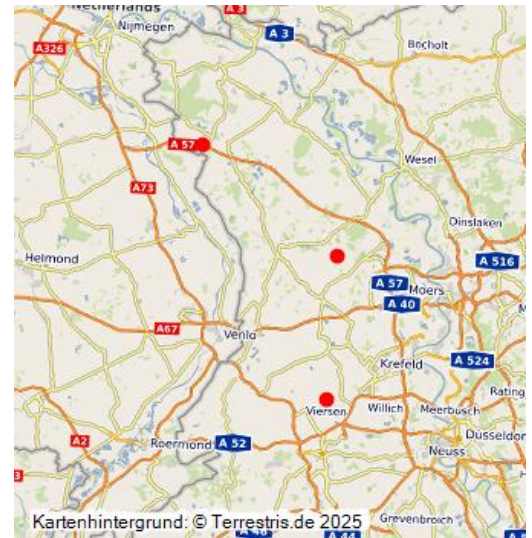 Netherlands
Nijmegen
A 3
A326
Bocholt
A 57
Wesel
A73
Dinslaken
Helmond
A 516
A 57
Moers
A 40
A67
Venlo
Krefeld
A 524
Rating
Viersen
Willich
Meerbusch
A2
Roermond
A 52
Düsseldorf
Neuss
Kartenhintergrund: © Terrestris.de 2025
Grevenbroich
A 44